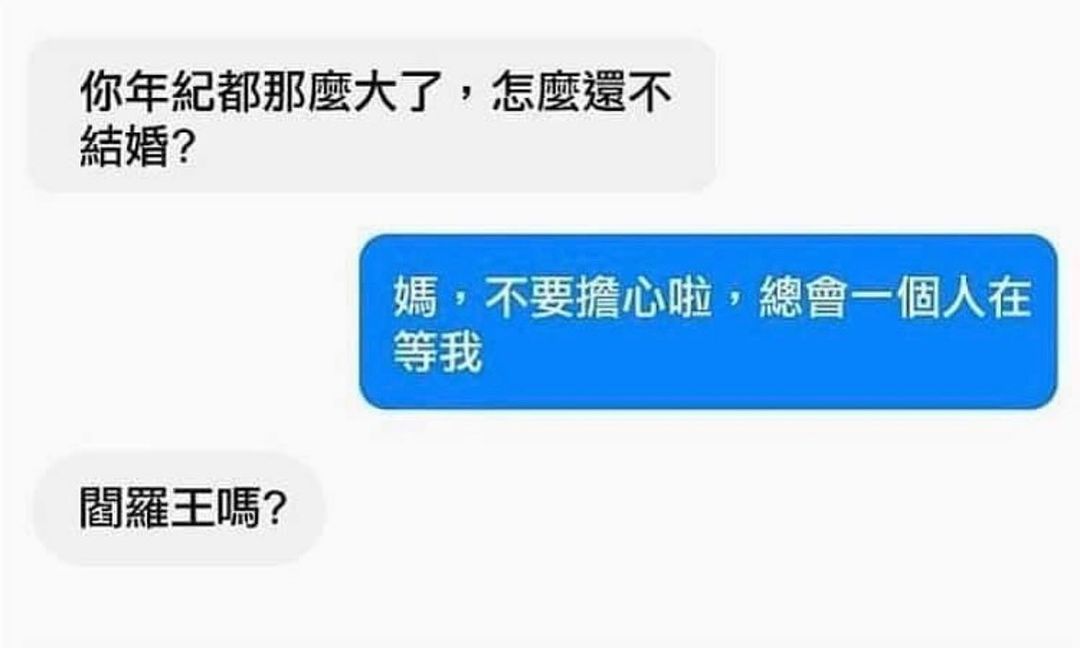 你年紀都那麼大了，怎麼還不
結婚?
媽，不要擔心啦，總會一個人在
等我
閻羅王嗎?